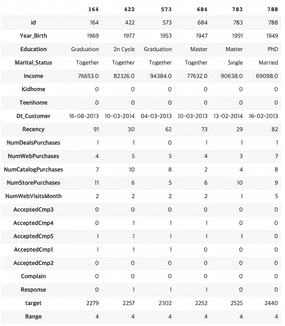 164 422 573 684 783 788
id 164 422 573 684 783 788
Year_Birth 1969 1977 1953 1947 1991 1949
Education Graduation 2n Cycle Graduation Master Master PhD
Marital_Status Together Together Together Together Single Married
Income 76653.0 82326.0 94384.0 77632.0 90638.0 69098.0
Kidhome 0 0 0 0 0 0
Teenhome 0 0 0 0 0 0
Dt_Customer 16-08-2013 10-03-2014 04-03-2013 10-03-2014 13-02-2014 16-02-2013
Recency 91 30 62 73 29 82
NumDealsPurchases 1 1 0 1 1 1
NumWebPurchases 4 5 5 4 3 7
NumCatalogPurchases 7 10 8 2 4 8
NumStorePurchases 11 6 5 6 10 9
NumWebVisitsMonth 2 2 2 2 1 5
AcceptedCmp3 0 0 0 0 0 0
AcceptedCmp4 0 1 1 1 0 0
AcceptedCmp5 1 1 1 1 0 1
AcceptedCmp1 1 1 1 0 0 0
AcceptedCmp2 0 0 0 0 0 0
Complain 0 0 0 0 0 0
Response 0 1 1 1 0 0
target 2279 2257 2302 2252 2525 2440
Range 4 4 4 4 4 4